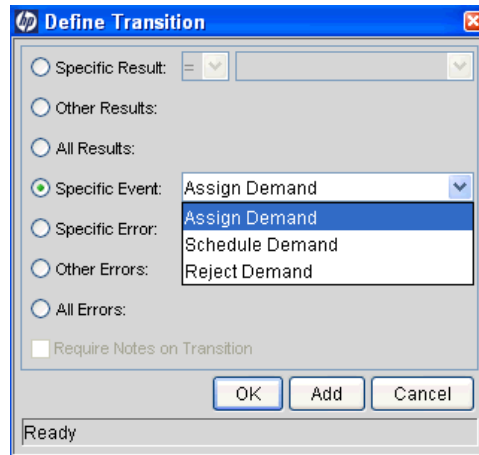 hp Define Transition
Specific Result: =
Other Results:
All Results:
Specific Event: Assign Demand
Assign Demand
Specific Error:
Schedule Demand
Other Errors:
Reject Demand
All Errors:
Require Notes on Transition
OK Add Cancel
Ready